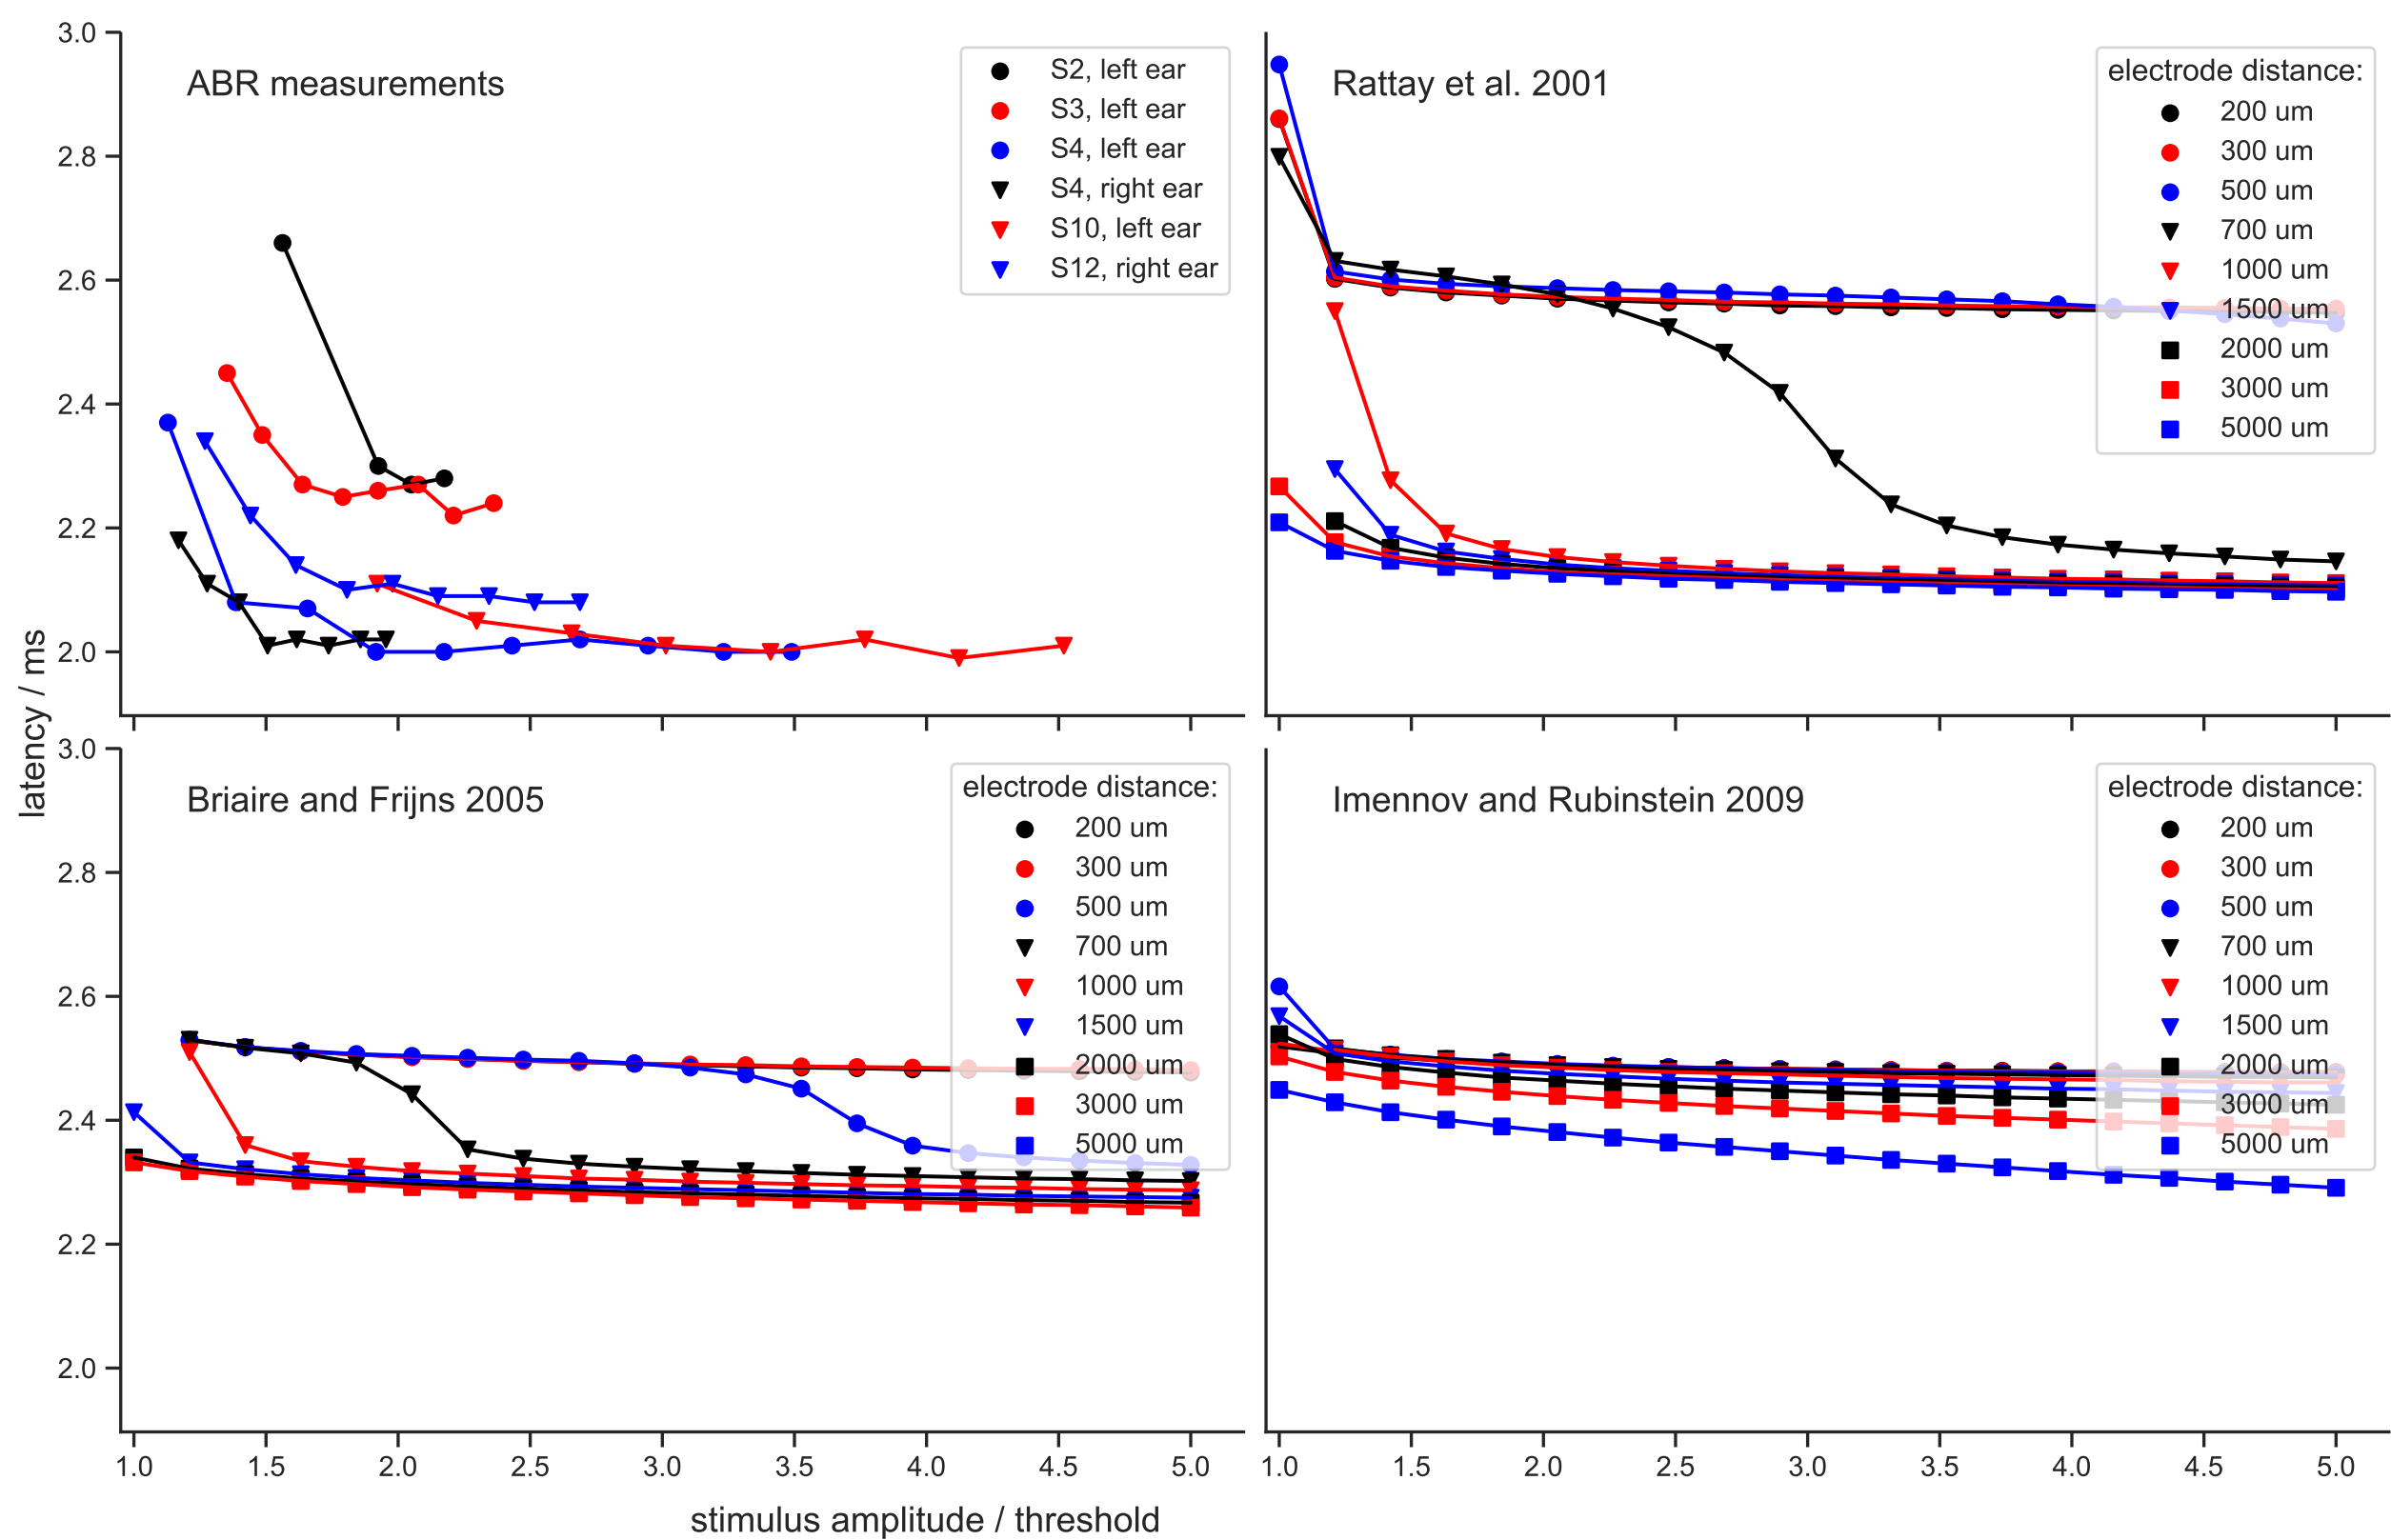 latency / ms
3.0
2.8
2.6
2.4
2.2
2.0
ABR measurements
S2, left ear
S3, left ear
S4, left ear
S4, right ear
S10, left ear
S12, right ear
Rattay et al. 2001
electrode distance:
200 um
300 um
500 um
700 um
1000 um
1500 um
2000 um
3000 um
5000 um
3.0
2.8
2.6
2.4
2.2
2.0
Briaire and Frijns 2005
electrode distance:
200 um
300 um
500 um
700 um
1000 um
1500 um
2000 um
3000 um
5000 um
1.0 1.5 2.0 2.5 3.0 3.5 4.0 4.5 5.0
Imennov and Rubinstein 2009
electrode distance:
200 um
300 um
500 um
700 um
1000 um
1500 um
2000 um
3000 um
5000 um
1.0 1.5 2.0 2.5 3.0 3.5 4.0 4.5 5.0
stimulus amplitude / threshold